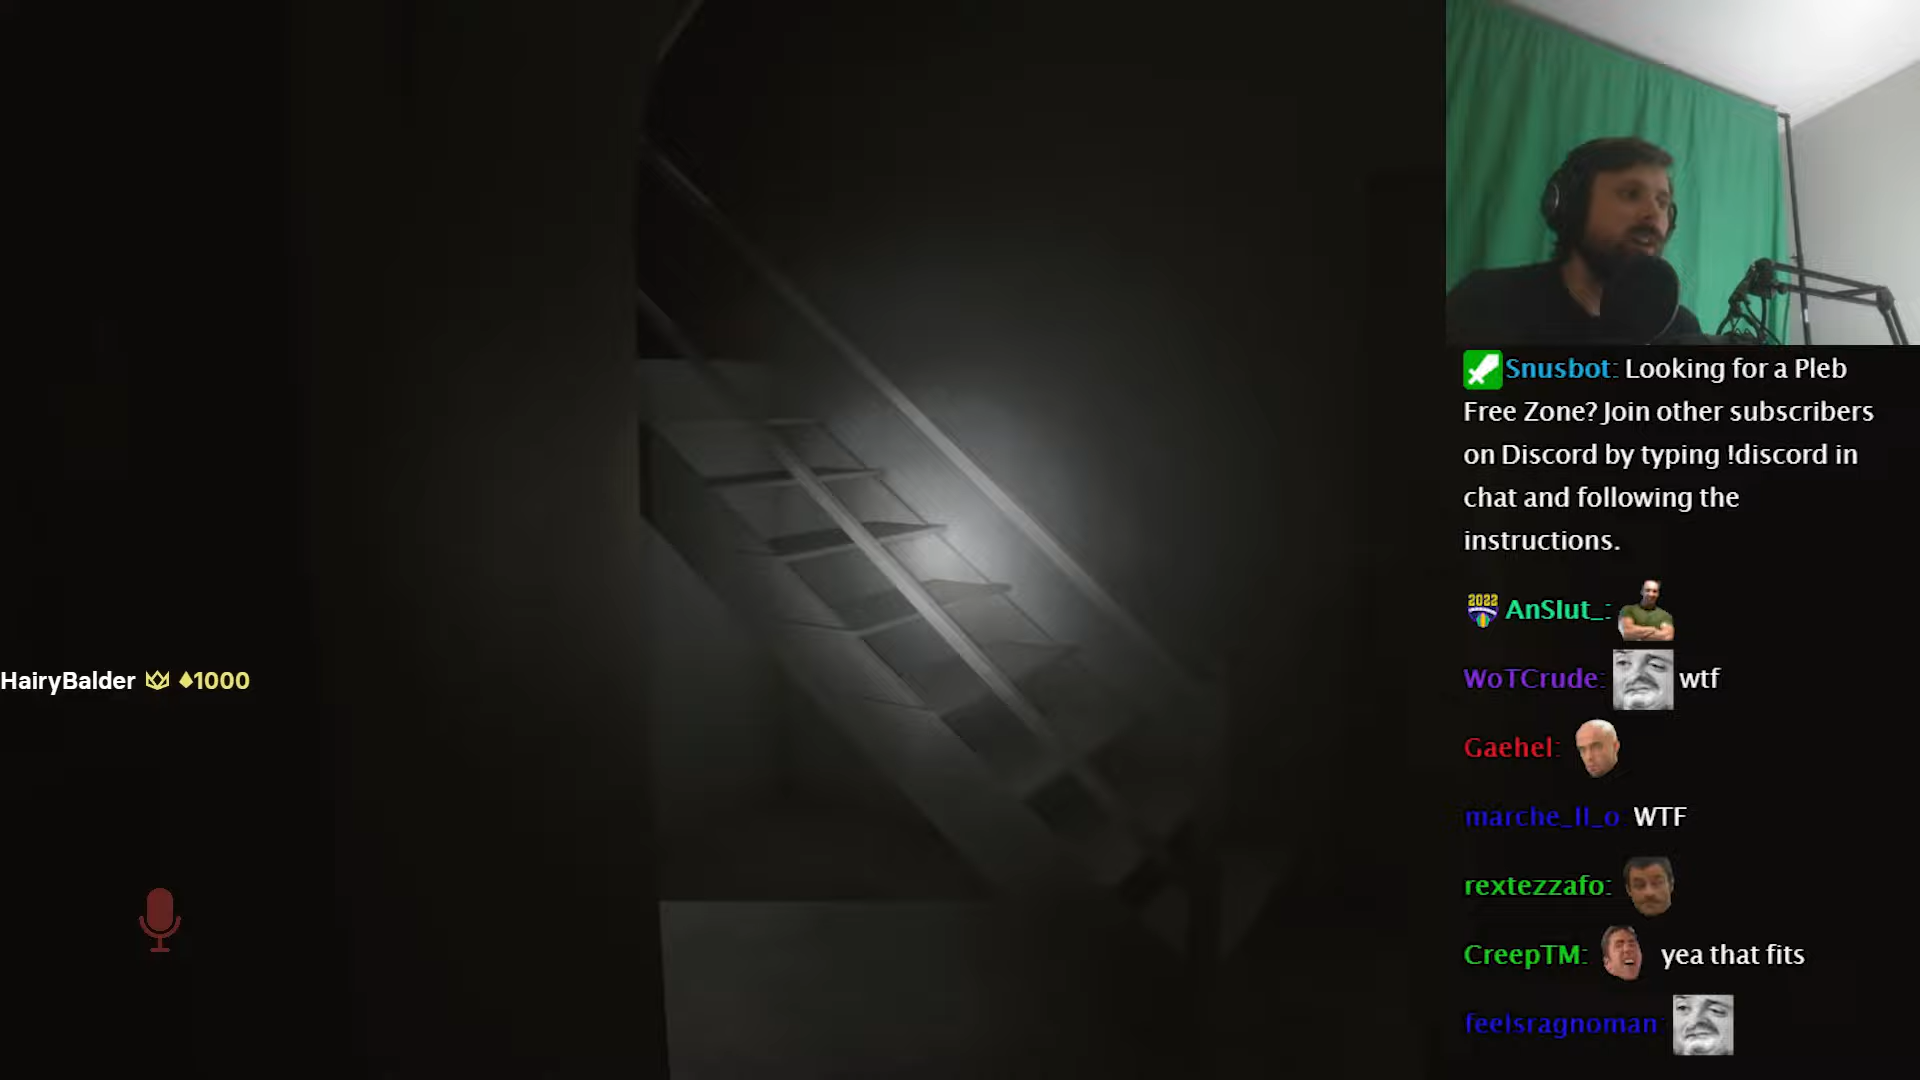 Snusbot: Looking for a Pleb
Free Zone? Join other subscribers
on Discord by typing !discord in
chat and following the
instructions.
2022 AnSlut_:
WoTCrude: wtf
HairyBalder 1000
Gaehel:
marche_ll_o WTF
rextezzafo:
CreepTM: yea that fits
feelsragnoman: